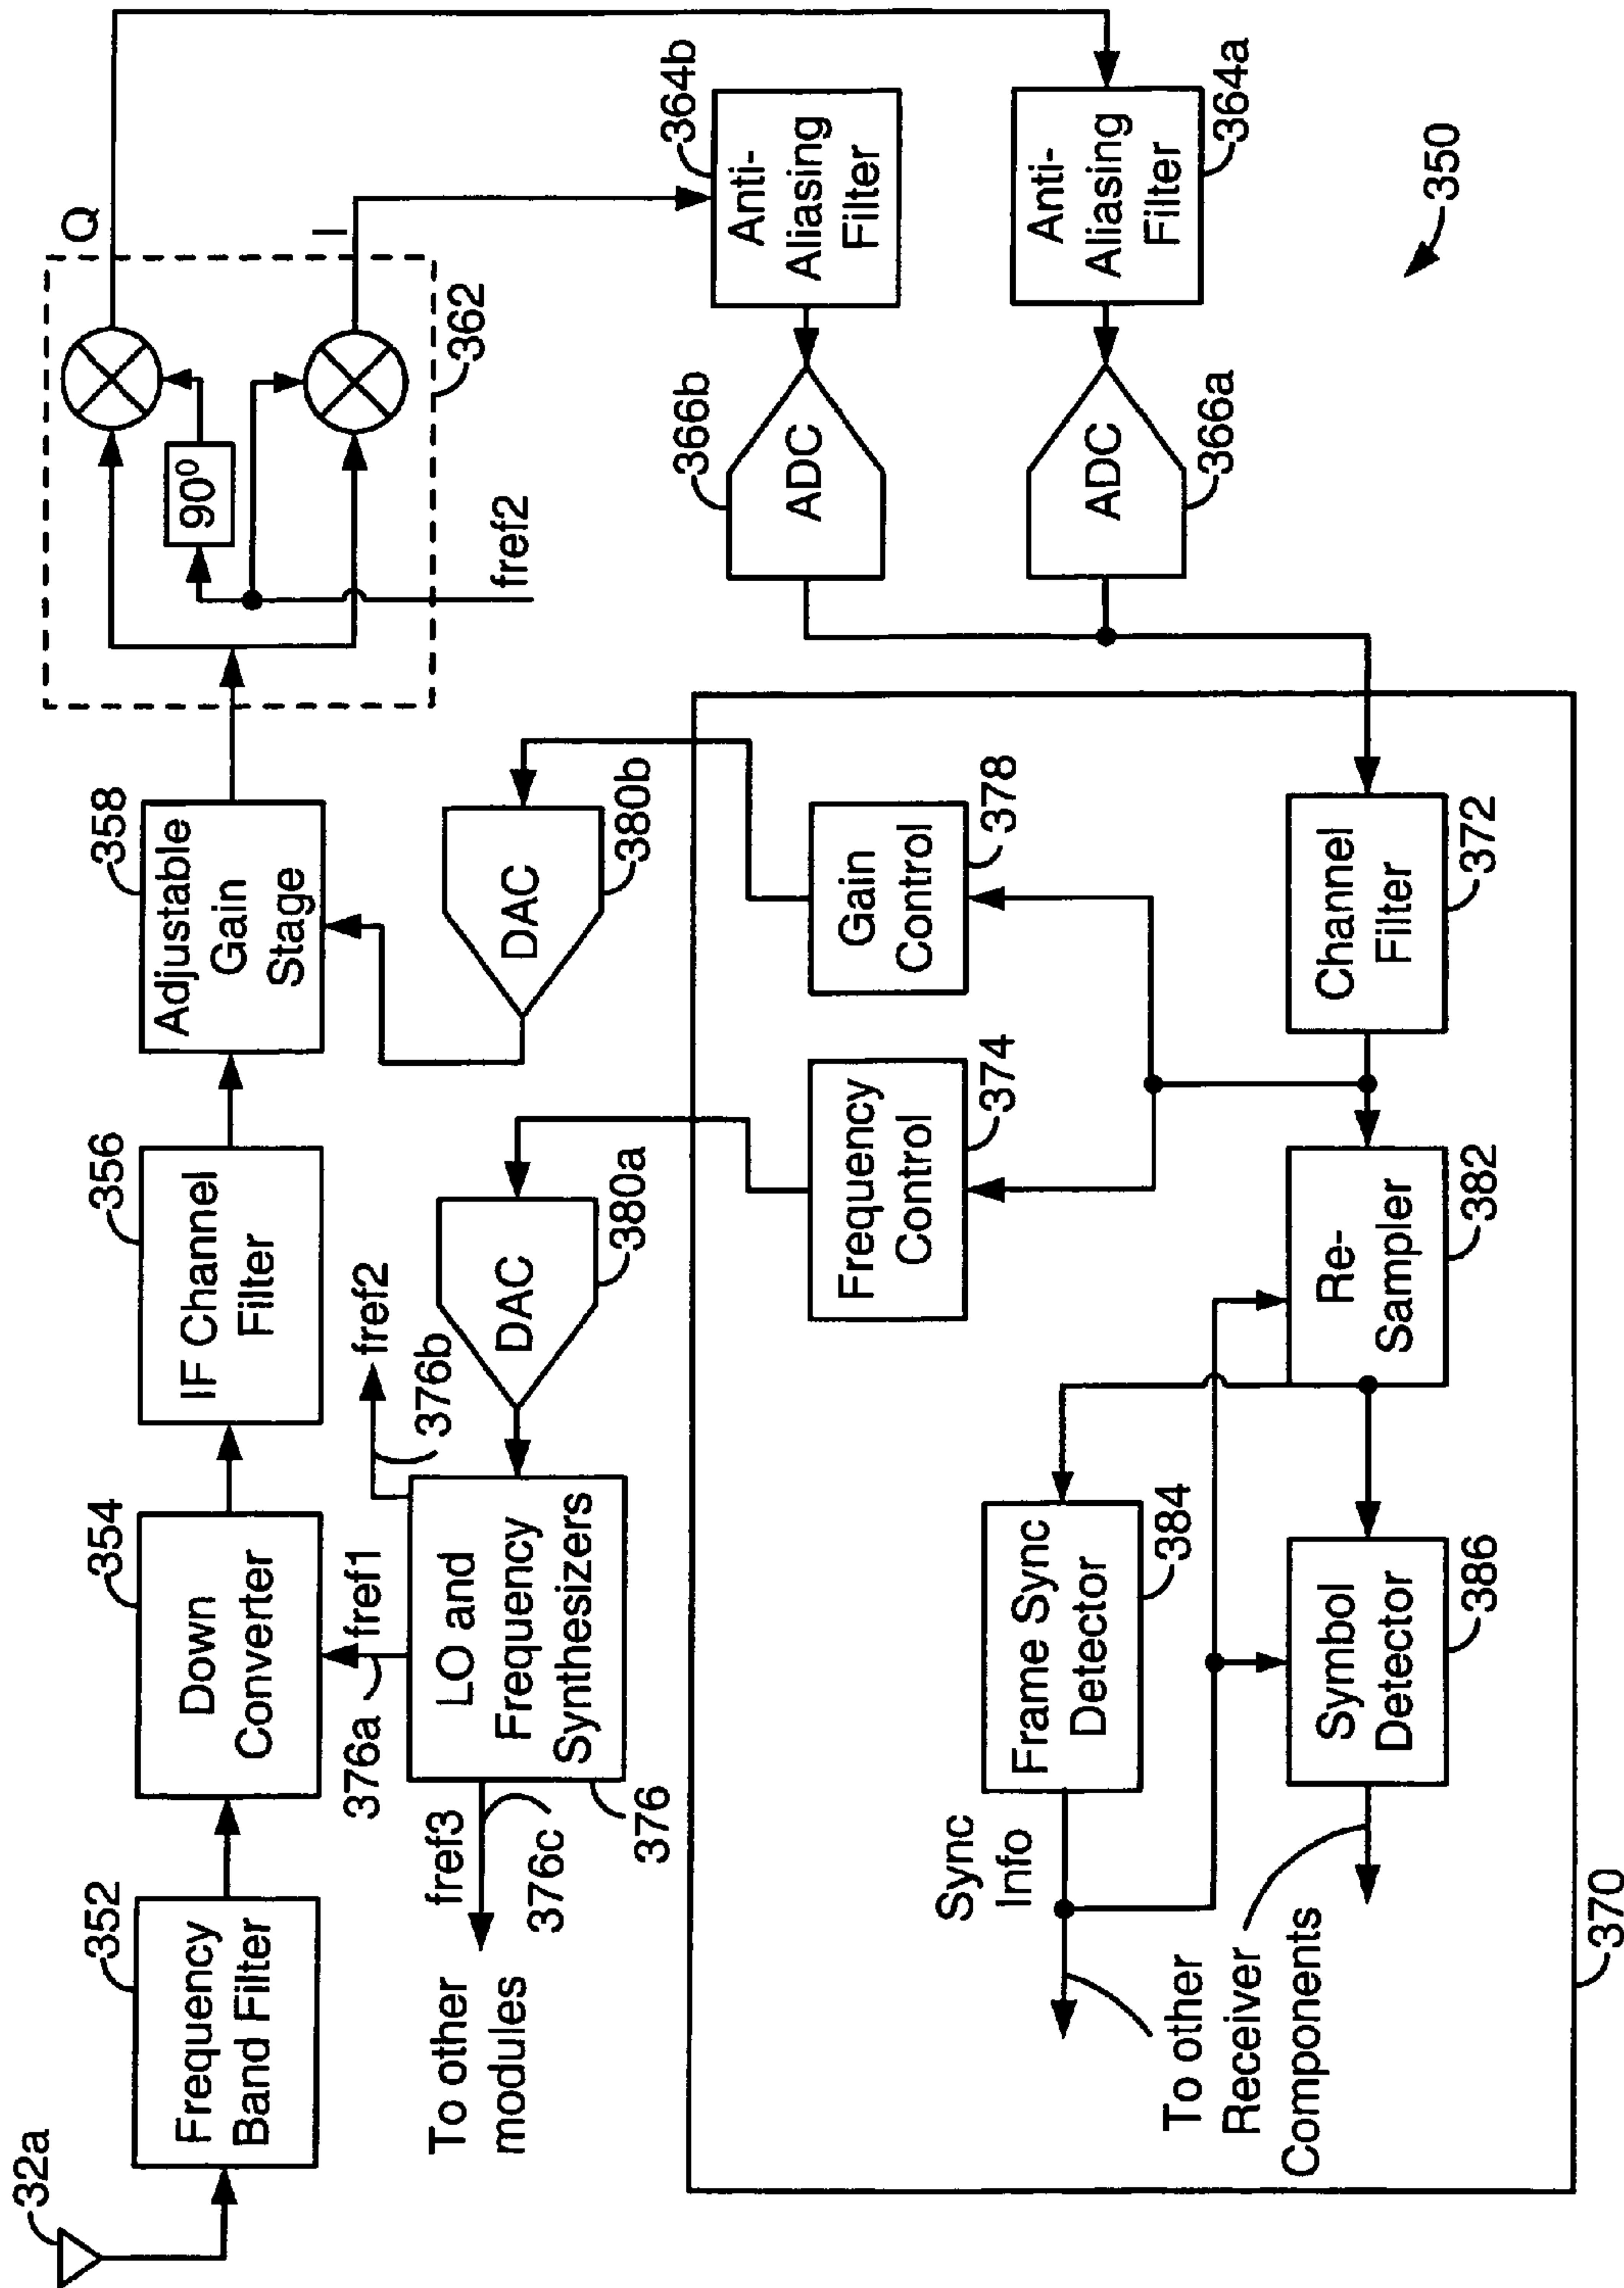 32a
352
Frequency
Band Filter
354
Down
Converter
356
IF Channel
Filter
358
Adjustable
Gain
Stage
Q
I
90⁰
362
fref2
376a
fref1
fref2
376b
fref3
376c
To other
modules
LO and
Frequency
Synthesizers
376
DAC
380a
DAC
380b
366b
ADC
364b
Anti-
Aliasing
Filter
366a
ADC
364a
Anti-
Aliasing
Filter
350
Frequency
Control
374
Gain
Control
378
Sync
Info
Frame Sync
Detector
384
To other
Receiver
Components
Symbol
Detector
386
Re-
Sampler
382
Channel
Filter
372
370